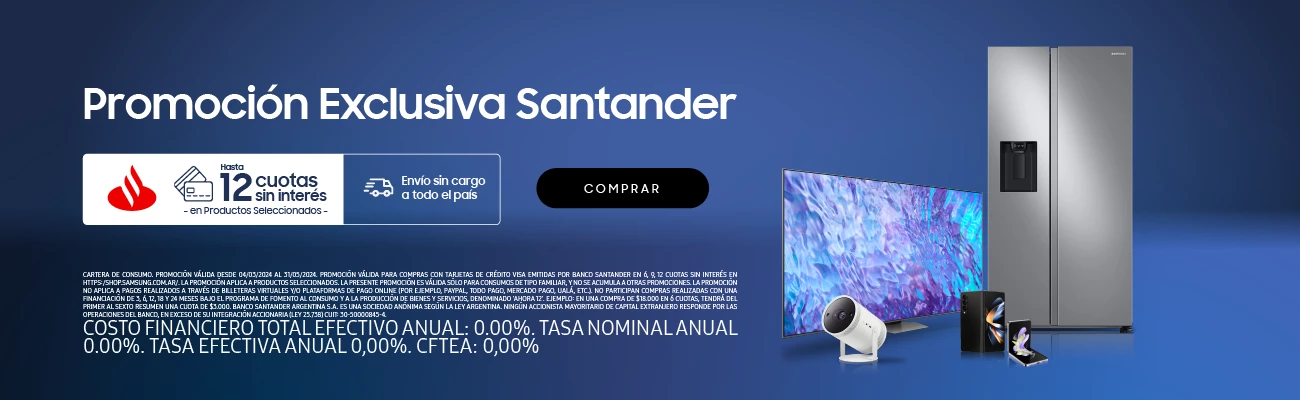 Promoción Exclusiva Santander
Hasta
12 cuotas
sin interés
- en Productos Seleccionados -
Envío sin cargo
a todo el país
COMPRAR
SAMSUNG
CARTERA DE CONSUMO. PROMOCIÓN VÁLIDA DESDE 04/03/2024 AL 31/03/2024. PROMOCIÓN VÁLIDA PARA COMPRAS CON TARJETAS DE CRÉDITO VISA EMITIDAS POR BANCO SANTANDER EN 6, 9, 12 CUOTAS SIN INTERÉS EN
HTTPS://SHOP.SAMSUNG.COM.AR/. LA PROMOCIÓN APLICA A PRODUCTOS SELECCIONADOS. LA PRESENTE PROMOCIÓN ES VÁLIDA SÓLO PARA CONSUMOS DE TIPO FAMILIAR, Y NO SE ACUMULA A OTRAS PROMOCIONES. LA PROMOCIÓN
NO APLICA A PAGOS REALIZADOS A TRAVÉS DE BILLETERAS VIRTUALES Y/O PLATAFORMAS DE PAGO ONLINE (POR EJEMPLO, PAYPAL, TODO PAGO, MERCADO PAGO, UALÁ, ETC.). NO PARTICIPAN COMPRAS REALIZADAS CON UNA
FINANCIACIÓN DE 3, 6, 12, 18 Y 24 MESES BAJO EL PROGRAMA DE FOMENTO AL CONSUMO Y A LA PRODUCCIÓN DE BIENES Y SERVICIOS, DENOMINADO 'AHORA 12'. EJEMPLO: EN UNA COMPRA DE $18.000 EN 6 CUOTAS, TENDRÁ DEL
PRIMER AL SEXTO RESUMEN UNA CUOTA DE $3.000. BANCO SANTANDER ARGENTINA S.A. ES UNA SOCIEDAD ANÓNIMA SEGÚN LA LEY ARGENTINA. NINGÚN ACCIONISTA MAYORITARIO DE CAPITAL EXTRANJERO RESPONDE POR LAS
OPERACIONES DEL BANCO, EN EXCESO DE SU INTEGRACIÓN ACCIONARIA (LEY 25.738) CUIT: 30-50000845-4.
COSTO FINANCIERO TOTAL EFECTIVO ANUAL: 0.00%. TASA NOMINAL ANUAL
0.00%. TASA EFECTIVA ANUAL 0,00%. CFTEA: 0,00%